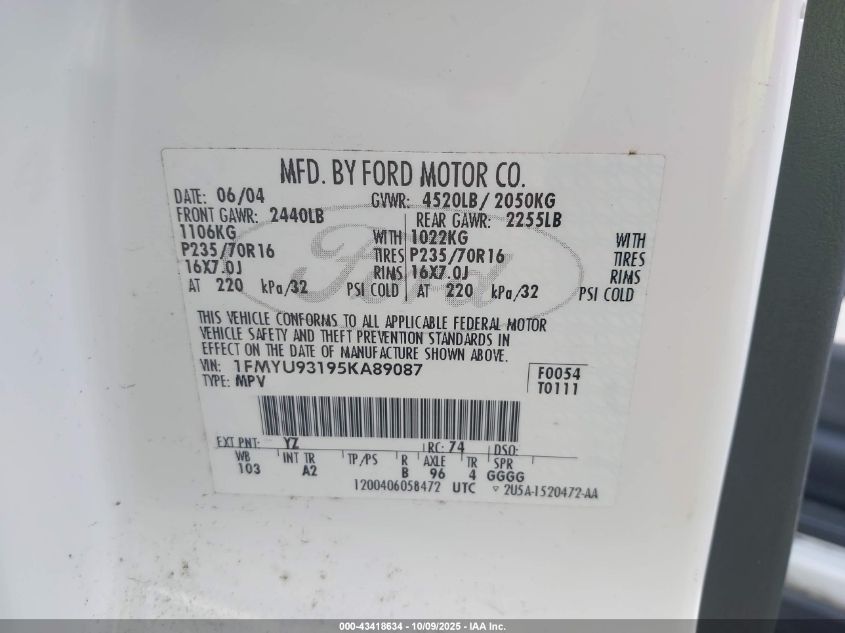 MFD. BY FORD MOTOR CO.
DATE: 06/04 GVWR: 4520LB/ 2050KG
FRONT GAWR: 2440LB REAR GAWR: 2255LB
1106KG WITH 1022KG WITH
P235/70R16 TIRES P235/70R16 TIRES
16X7.0J RIMS 16X7.0J RIMS
AT 220 kPa/32 PSI COLD AT 220 kPa/32 PSI COLD
Ford
THIS VEHICLE CONFORMS TO ALL APPLICABLE FEDERAL MOTOR
VEHICLE SAFETY AND THEFT PREVENTION STANDARDS IN
EFFECT ON THE DATE OF MANUFACTURE SHOWN ABOVE.
VIN: 1FMYU93195KA89087 F0054
TYPE: MPV T0111
EXT PNT: YZ RC: 74 DSO:
WB INT TR TP/PS R AXLE TR SPR
103 A2 B 96 4 GGGG
1200406058472 UTC 2U5A-1520472-AA
000-43418634 - 10/09/2025 - IAA Inc.